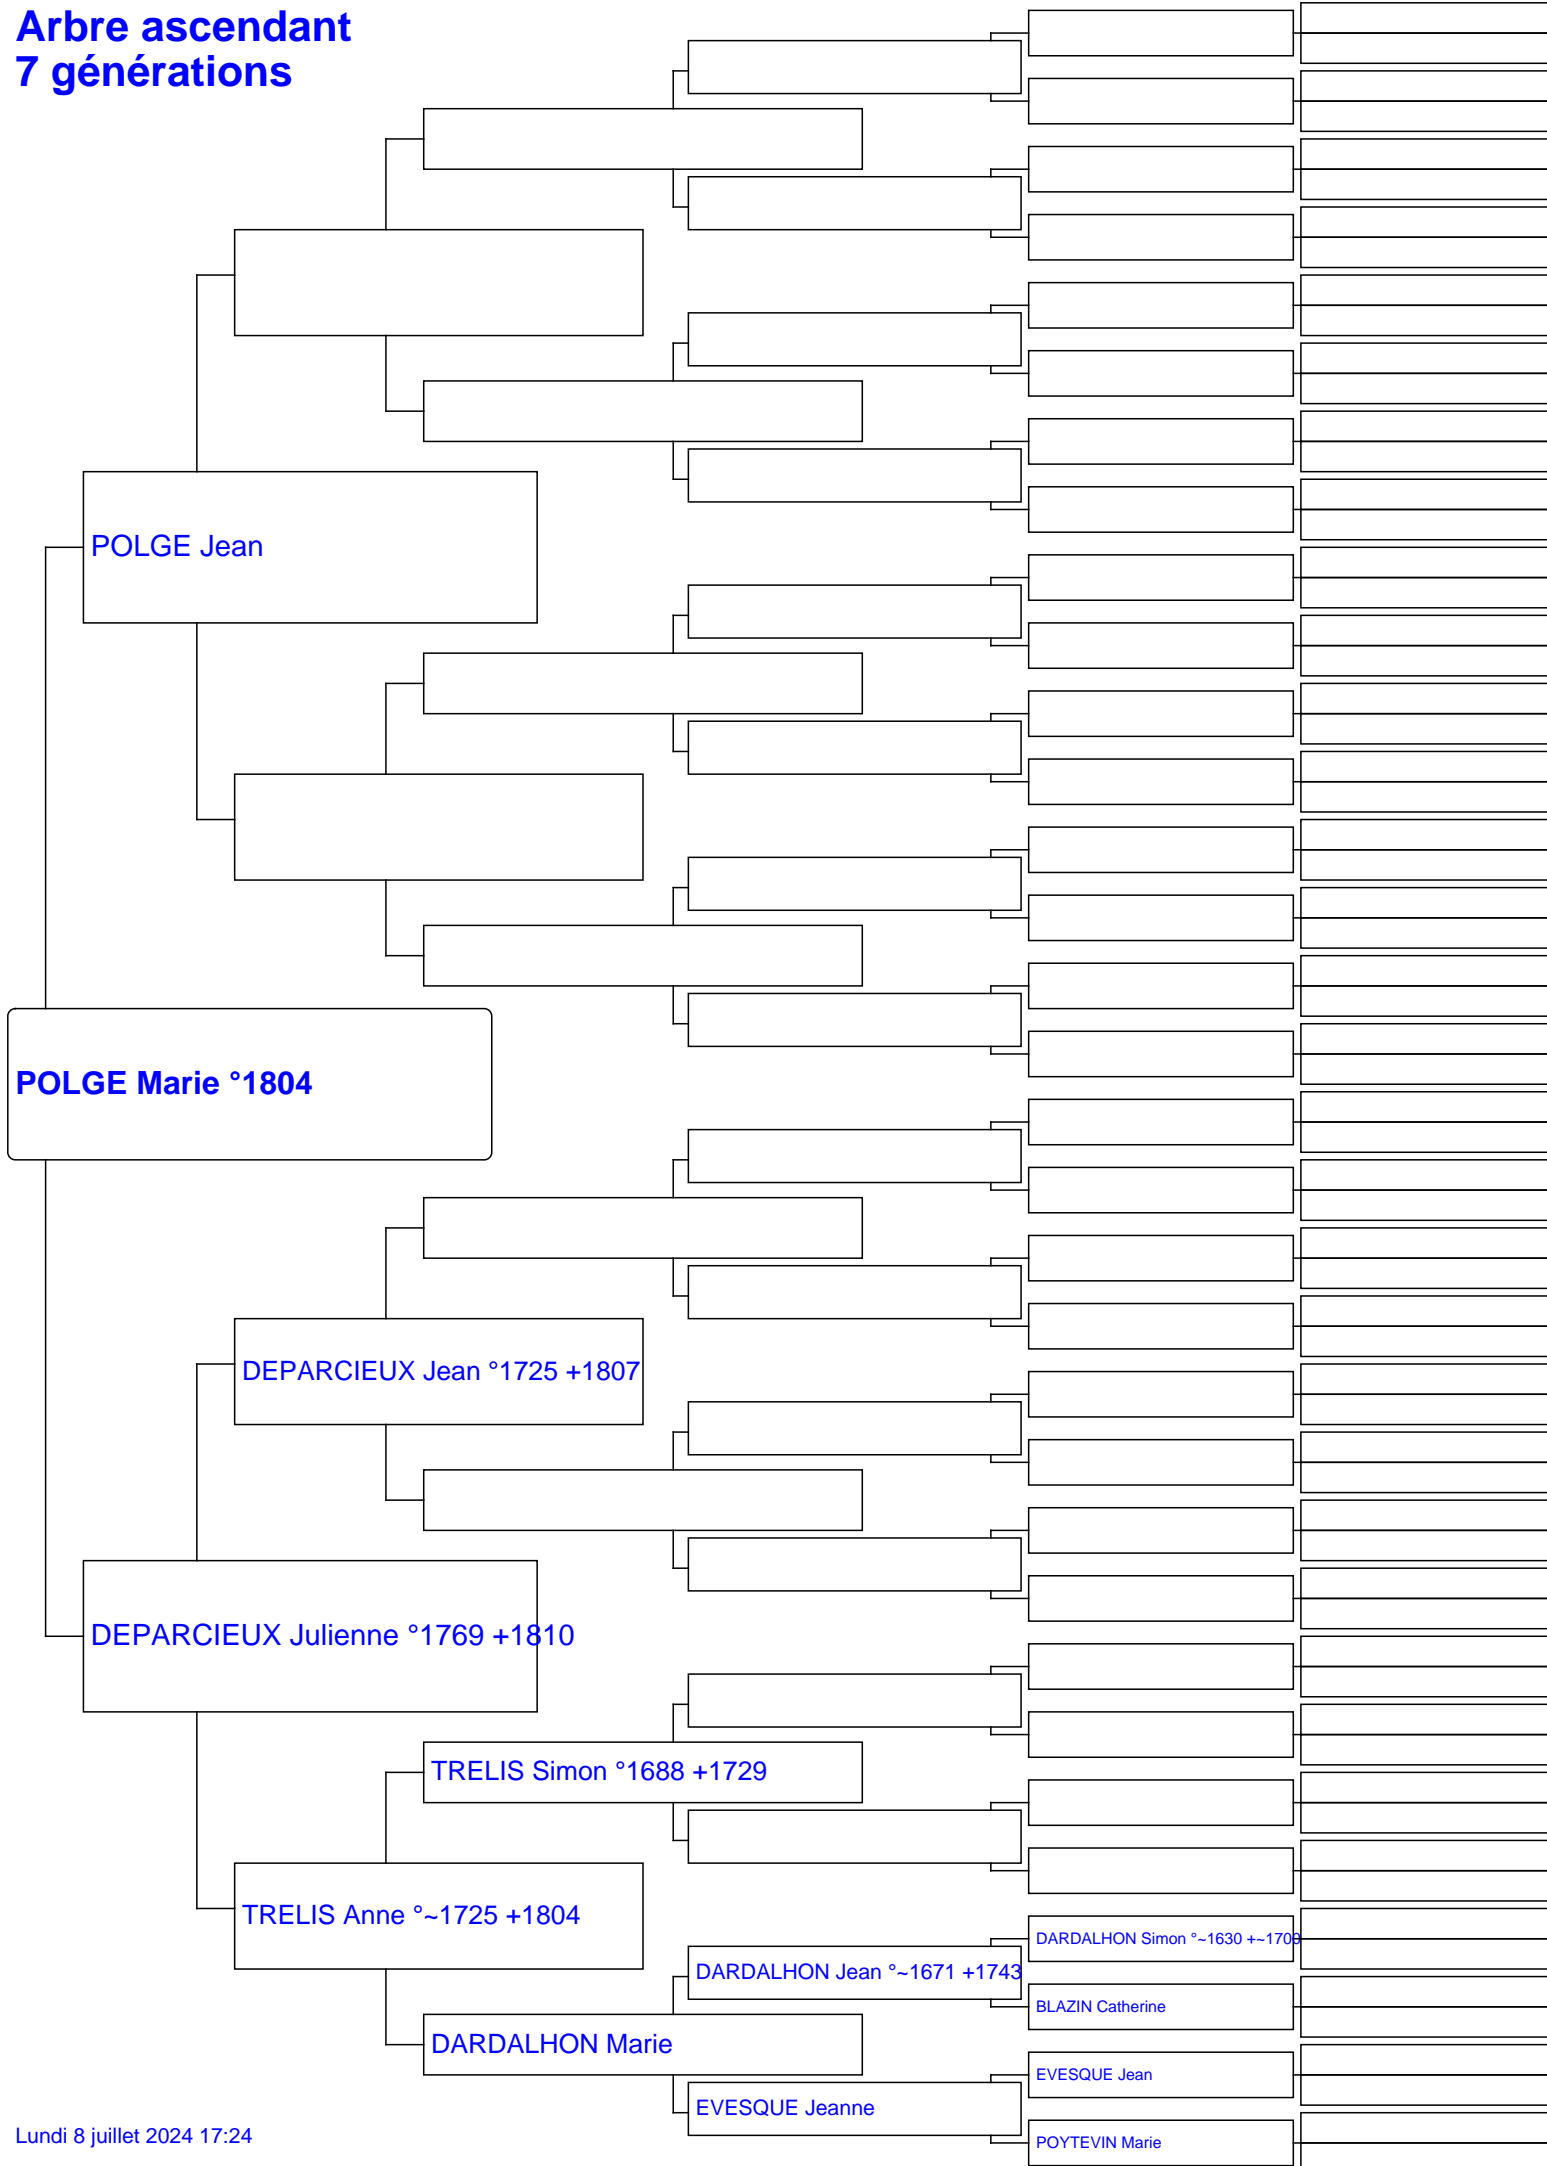 Arbre ascendant
7 générations
POLGE Jean
POLGE Marie °1804
DEPARCIEUX Jean °1725 +1807
DEPARCIEUX Julienne °1769 +1810
TRELIS Simon °1688 +1729
TRELIS Anne °~1725 +1804
DARDALHON Simon °~1630 +~1700
DARDALHON Jean °~1671 +1743
BLAZIN Catherine
DARDALHON Marie
EVESQUE Jean
EVESQUE Jeanne
POYTEVIN Marie
Lundi 8 juillet 2024 17:24